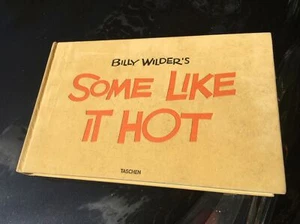 BILLY WILDER'S
SOME LIKE
IT HOT
TASCHEN